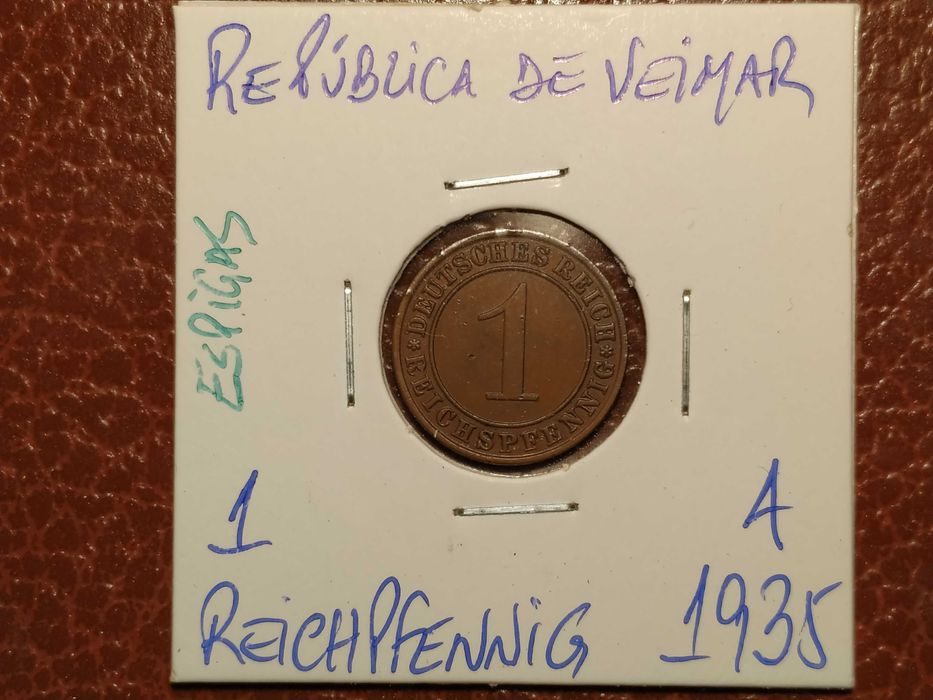 REPÚBLICA DE VEIMAR
ESPIGAS
DEUTSCHES REICH
1
REICHSPFENNIG
1 A
REICHPFENNIG 1935